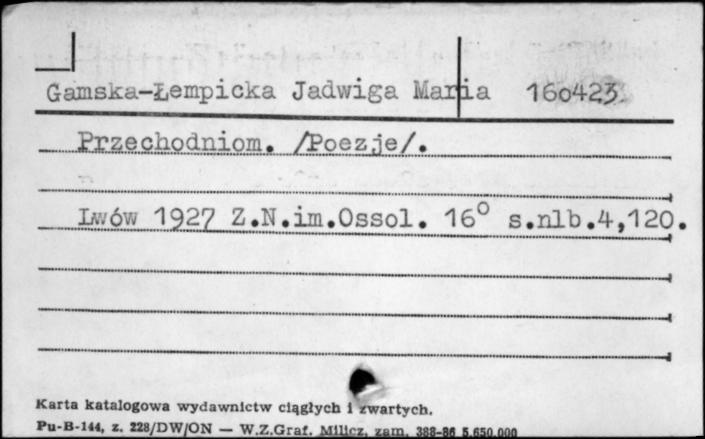 Gamska-Łempicka Jadwiga Maria 160423
Przechodniom. /Poezje/.
Lwów 1927 Z.N.im.Ossol. 16° s.nlb.4,120.
Karta katalogowa wydawnictw ciągłych i zwartych.
Pu-B-144, z. 228/DW/ON — W.Z.Graf. Milicz, zam. 388-86 5.650.000